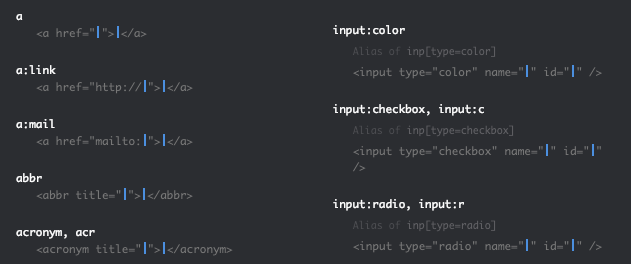 a
<a href="|">|</a>
a:link
<a href="http://|">|</a>
a:mail
<a href="mailto:|">|</a>
abbr
<abbr title="|">|</abbr>
acronym, acr
<acronym title="|">|</acronym>
input:color
Alias of inp[type=color]
<input type="color" name="|" id="|" />
input:checkbox, input:c
Alias of inp[type=checkbox]
<input type="checkbox" name="|" id="|"
/>
input:radio, input:r
Alias of inp[type=radio]
<input type="radio" name="|" id="|" />